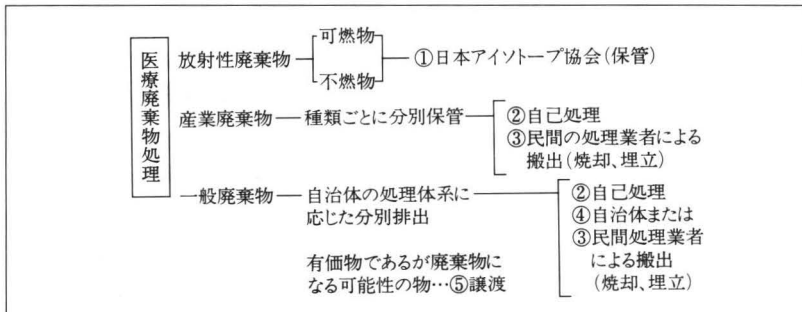 医療廃棄物処理
放射性廃棄物
可燃物
不燃物
①日本アイソトープ協会(保管)
産業廃棄物
種類ごとに分別保管
②自己処理
③民間の処理業者による
搬出(焼却、埋立)
一般廃棄物
自治体の処理体系に
応じた分別排出
②自己処理
④自治体または
③民間処理業者
による搬出
(焼却、埋立)
有価物であるが廃棄物に
なる可能性の物…⑤譲渡